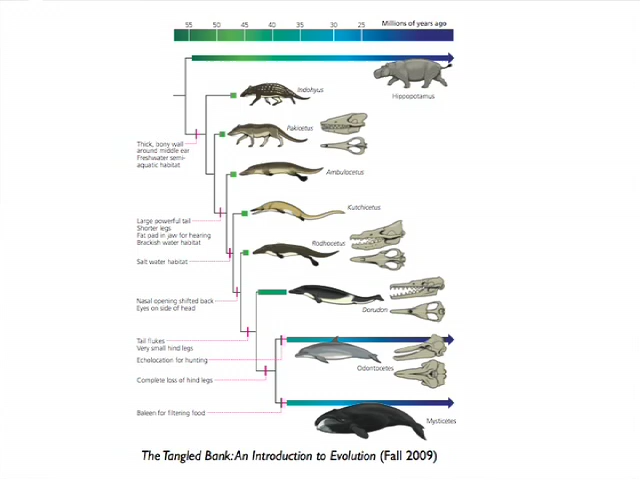 55 50 45 40 35 30 25 Millions of years ago
Hippopotamus
Indohyus
Pakicetus
Thick, bony wall
around middle ear
Freshwater semi-
aquatic habitat
Ambulocetus
Kutchicetus
Large powerful tail
Shorter legs
Fat pad in jaw for hearing
Brackish water habitat
Rodhocetus
Salt water habitat
Nasal opening shifted back
Eyes on side of head
Dorudon
Tail flukes
Very small hind legs
Echolocation for hunting
Odontocetes
Complete loss of hind legs
Baleen for filtering food
Mysticetes
The Tangled Bank: An Introduction to Evolution (Fall 2009)